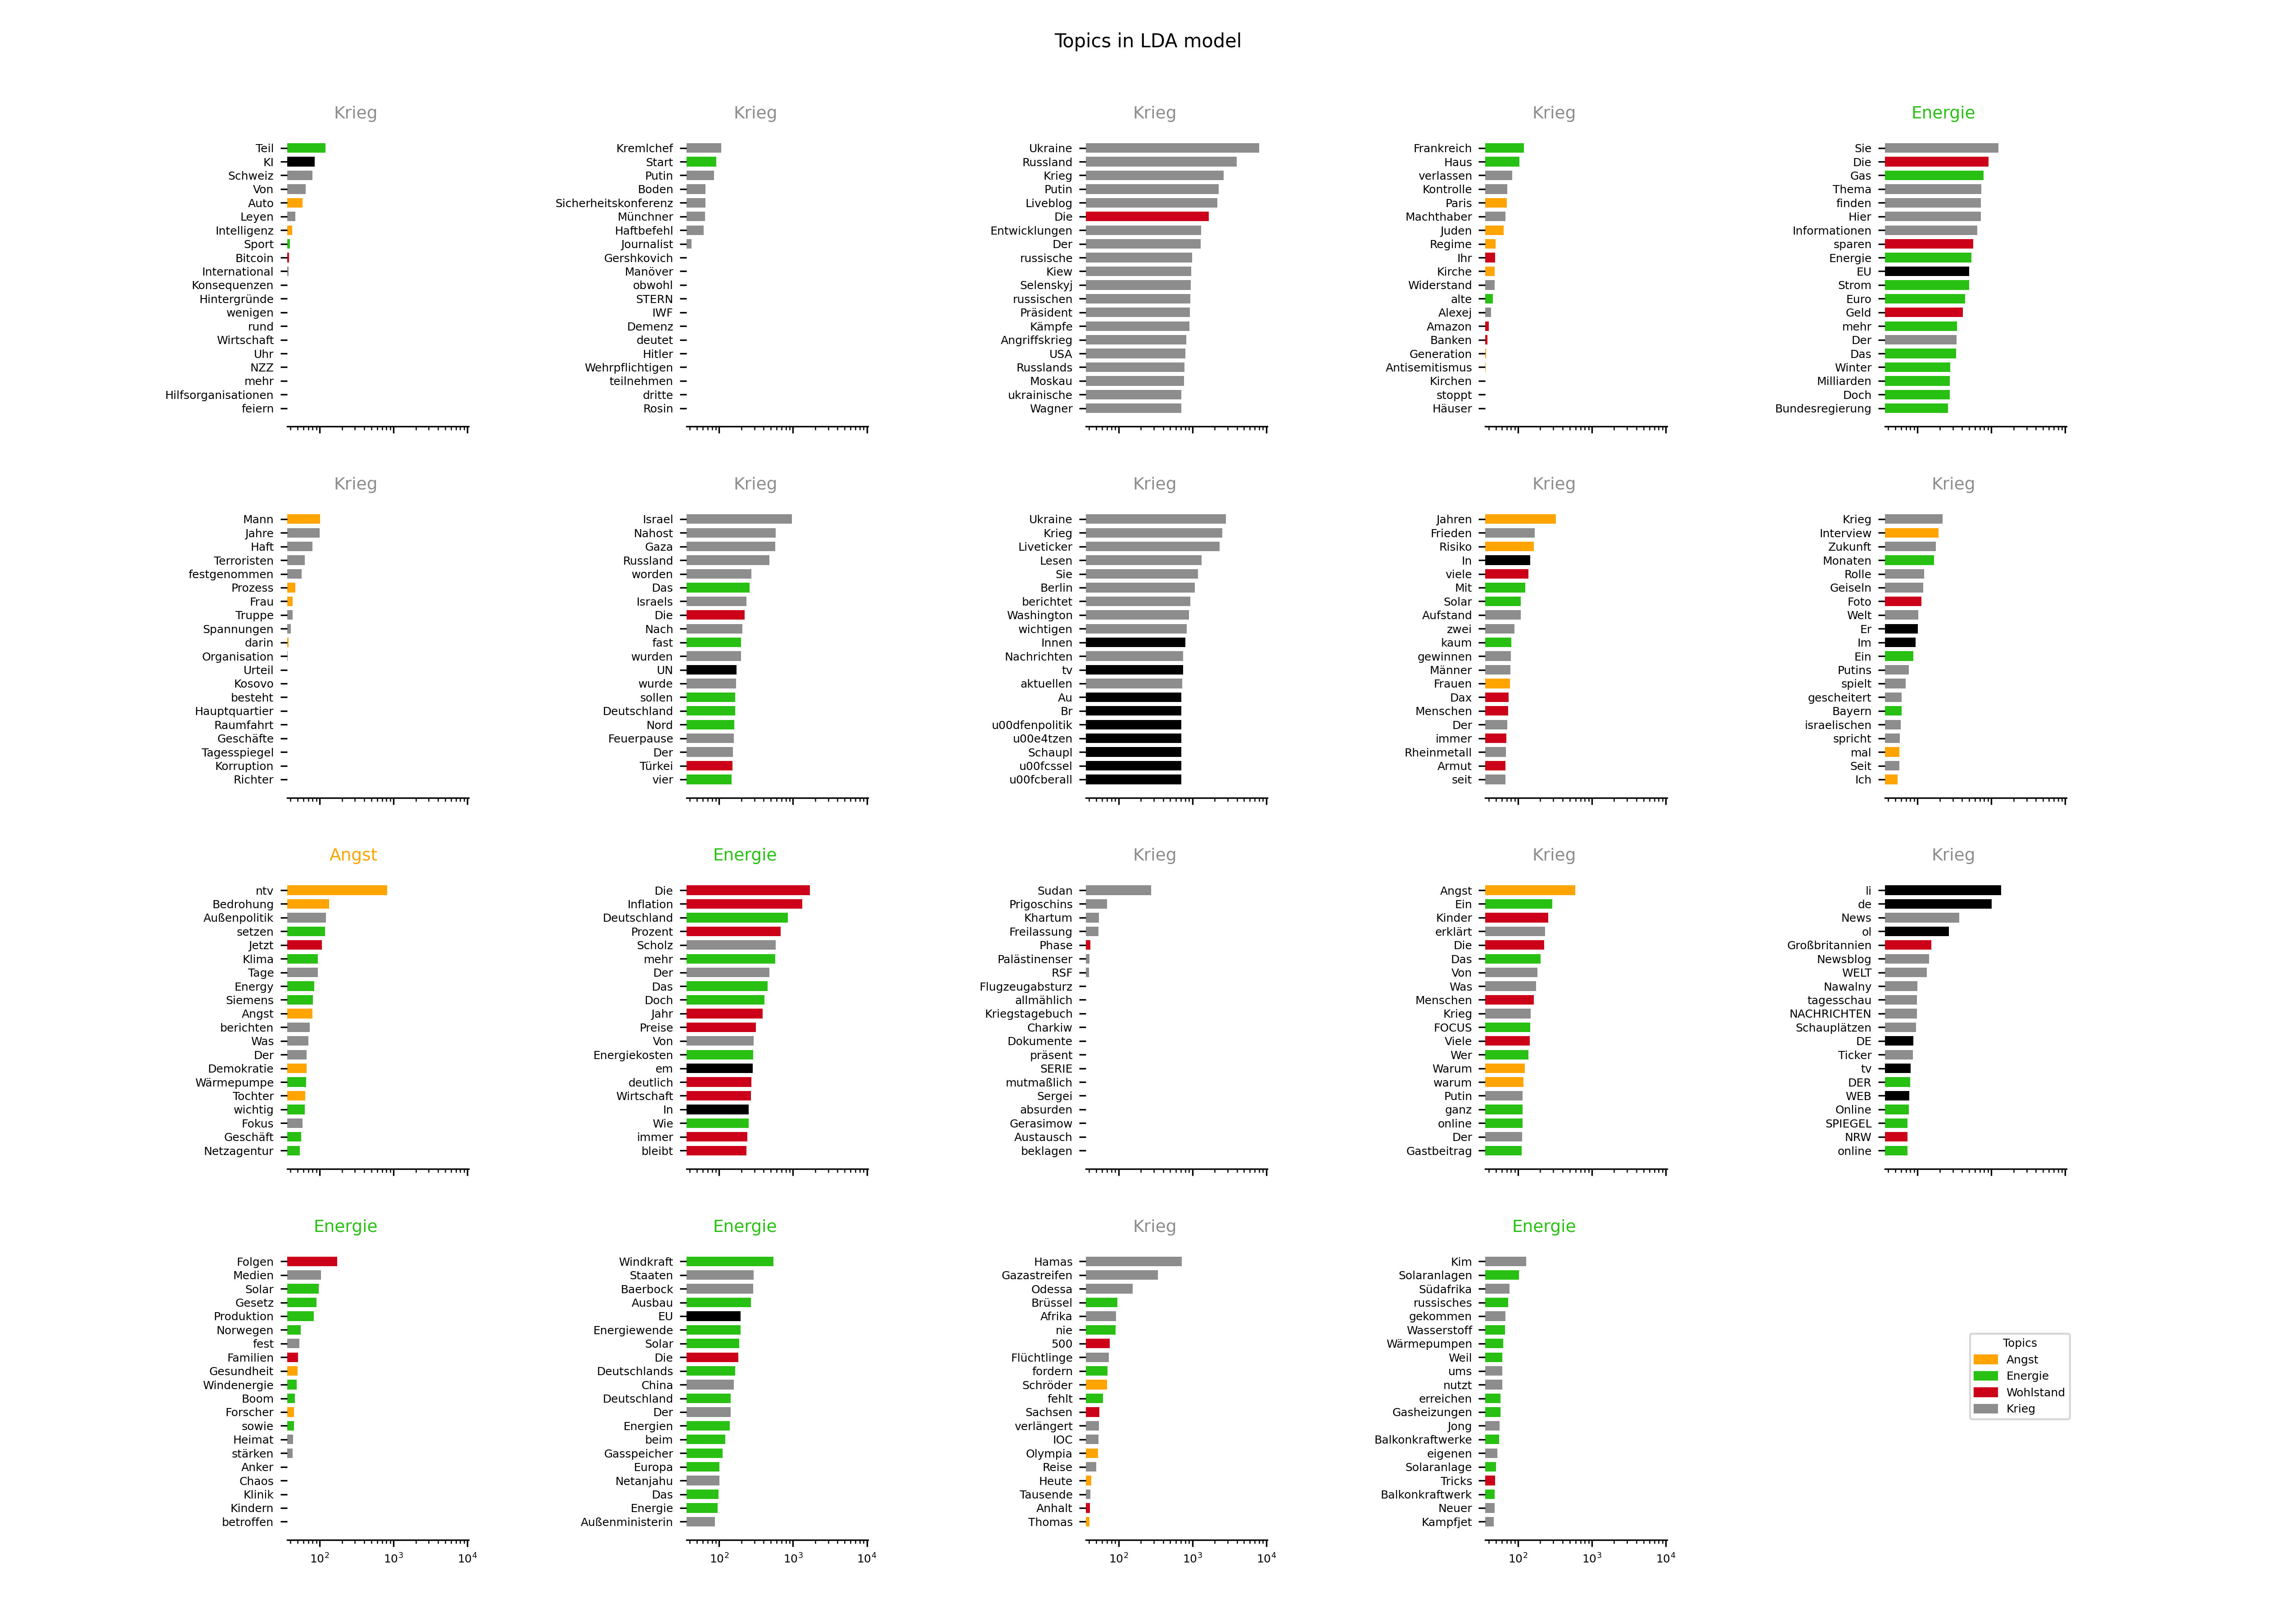 Topics in LDA model
Krieg
Teil
KI
Schweiz
Von
Auto
Leyen
Intelligenz
Sport
Bitcoin
International
Konsequenzen
Hintergründe
wenigen
rund
Wirtschaft
Uhr
NZZ
mehr
Hilfsorganisationen
feiern
Krieg
Kremlchef
Start
Putin
Boden
Sicherheitskonferenz
Münchner
Haftbefehl
Journalist
Gershkovich
Manöver
obwohl
STERN
IWF
Demenz
deutet
Hitler
Wehrpflichtigen
teilnehmen
dritte
Rosin
Krieg
Ukraine
Russland
Krieg
Putin
Liveblog
Die
Entwicklungen
Der
russische
Kiew
Selenskyj
russischen
Präsident
Kämpfe
Angriffskrieg
USA
Russlands
Moskau
ukrainische
Wagner
Krieg
Frankreich
Haus
verlassen
Kontrolle
Paris
Machthaber
Juden
Regime
Ihr
Kirche
Widerstand
alte
Alexej
Amazon
Banken
Generation
Antisemitismus
Kirchen
stoppt
Häuser
Energie
Sie
Die
Gas
Thema
finden
Hier
Informationen
sparen
Energie
EU
Strom
Euro
Geld
mehr
Der
Das
Winter
Milliarden
Doch
Bundesregierung
Krieg
Mann
Jahre
Haft
Terroristen
festgenommen
Prozess
Frau
Truppe
Spannungen
darin
Organisation
Urteil
Kosovo
besteht
Hauptquartier
Raumfahrt
Geschäfte
Tagesspiegel
Korruption
Richter
Krieg
Israel
Nahost
Gaza
Russland
worden
Das
Israels
Die
Nach
fast
wurden
UN
wurde
sollen
Deutschland
Nord
Feuerpause
Der
Türkei
vier
Krieg
Ukraine
Krieg
Liveticker
Lesen
Sie
Berlin
berichtet
Washington
wichtigen
Innen
Nachrichten
tv
aktuellen
Au
Br
u00dfenpolitik
u00e4tzen
Schaupl
u00fcssel
u00fcberall
Krieg
Jahren
Frieden
Risiko
In
viele
Mit
Solar
Aufstand
zwei
kaum
gewinnen
Männer
Frauen
Dax
Menschen
Der
immer
Rheinmetall
Armut
seit
Krieg
Krieg
Interview
Zukunft
Monaten
Rolle
Geiseln
Foto
Welt
Er
Im
Ein
Putins
spielt
gescheitert
Bayern
israelischen
spricht
mal
Seit
Ich
Angst
ntv
Bedrohung
Außenpolitik
setzen
Jetzt
Klima
Tage
Energy
Siemens
Angst
berichten
Was
Der
Demokratie
Wärmepumpe
Tochter
wichtig
Fokus
Geschäft
Netzagentur
Energie
Die
Inflation
Deutschland
Prozent
Scholz
mehr
Der
Das
Doch
Jahr
Preise
Von
Energiekosten
em
deutlich
Wirtschaft
In
Wie
immer
bleibt
Krieg
Sudan
Prigoschins
Khartum
Freilassung
Phase
Palästinenser
RSF
Flugzeugabsturz
allmählich
Kriegstagebuch
Charkiw
Dokumente
präsent
SERIE
mutmaßlich
Sergei
absurden
Gerasimow
Austausch
beklagen
Krieg
Angst
Ein
Kinder
erklärt
Die
Das
Von
Was
Menschen
Krieg
FOCUS
Viele
Wer
Warum
warum
Putin
ganz
online
Der
Gastbeitrag
Krieg
li
de
News
ol
Großbritannien
Newsblog
WELT
Nawalny
tagesschau
NACHRICHTEN
Schauplätzen
DE
Ticker
tv
DER
WEB
Online
SPIEGEL
NRW
online
Energie
Folgen
Medien
Solar
Gesetz
Produktion
Norwegen
fest
Familien
Gesundheit
Windenergie
Boom
Forscher
sowie
Heimat
stärken
Anker
Chaos
Klinik
Kindern
betroffen
10² 10³ 10⁴
Energie
Windkraft
Staaten
Baerbock
Ausbau
EU
Energiewende
Solar
Die
Deutschlands
China
Deutschland
Der
Energien
beim
Gasspeicher
Europa
Netanjahu
Das
Energie
Außenministerin
10² 10³ 10⁴
Krieg
Hamas
Gazastreifen
Odessa
Brüssel
Afrika
nie
500
Flüchtlinge
fordern
Schröder
fehlt
Sachsen
verlängert
IOC
Olympia
Reise
Heute
Tausende
Anhalt
Thomas
10² 10³ 10⁴
Energie
Kim
Solaranlagen
Südafrika
russisches
gekommen
Wasserstoff
Wärmepumpen
Weil
ums
nutzt
erreichen
Gasheizungen
Jong
Balkonkraftwerke
eigenen
Solaranlage
Tricks
Balkonkraftwerk
Neuer
Kampfjet
10² 10³ 10⁴
Topics
Angst
Energie
Wohlstand
Krieg